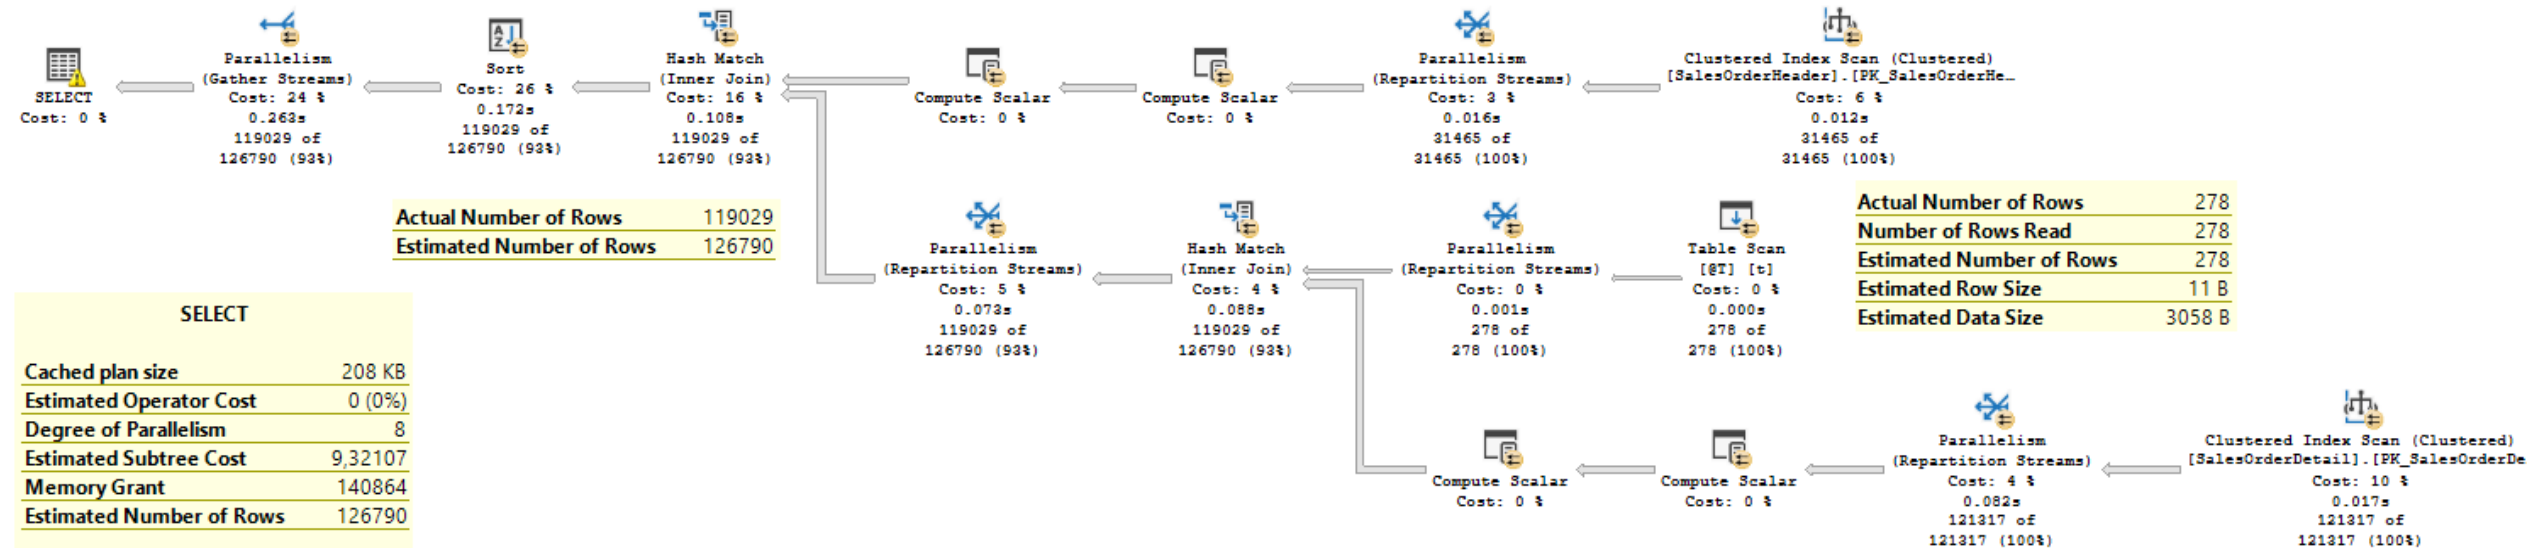 SELECT
Cost: 0 %
Parallelism
(Gather Streams)
Cost: 24 %
0.263s
119029 of
126790 (93%)
Sort
Cost: 26 %
0.172s
119029 of
126790 (93%)
Hash Match
(Inner Join)
Cost: 16 %
0.108s
119029 of
126790 (93%)
Compute Scalar
Cost: 0 %
Compute Scalar
Cost: 0 %
Parallelism
(Repartition Streams)
Cost: 3 %
0.016s
31465 of
31465 (100%)
Clustered Index Scan (Clustered)
[SalesOrderHeader].[PK_SalesOrderHe…
Cost: 6 %
0.012s
31465 of
31465 (100%)
Actual Number of Rows 119029
Estimated Number of Rows 126790
Parallelism
(Repartition Streams)
Cost: 5 %
0.073s
119029 of
126790 (93%)
Hash Match
(Inner Join)
Cost: 4 %
0.088s
119029 of
126790 (93%)
Parallelism
(Repartition Streams)
Cost: 0 %
0.001s
278 of
278 (100%)
Table Scan
[@T] [t]
Cost: 0 %
0.000s
278 of
278 (100%)
Actual Number of Rows 278
Number of Rows Read 278
Estimated Number of Rows 278
Estimated Row Size 11 B
Estimated Data Size 3058 B
SELECT
Cached plan size 208 KB
Estimated Operator Cost 0 (0%)
Degree of Parallelism 8
Estimated Subtree Cost 9,32107
Memory Grant 140864
Estimated Number of Rows 126790
Compute Scalar
Cost: 0 %
Compute Scalar
Cost: 0 %
Parallelism
(Repartition Streams)
Cost: 4 %
0.082s
121317 of
121317 (100%)
Clustered Index Scan (Clustered)
[SalesOrderDetail].[PK_SalesOrderDe
Cost: 10 %
0.017s
121317 of
121317 (100%)